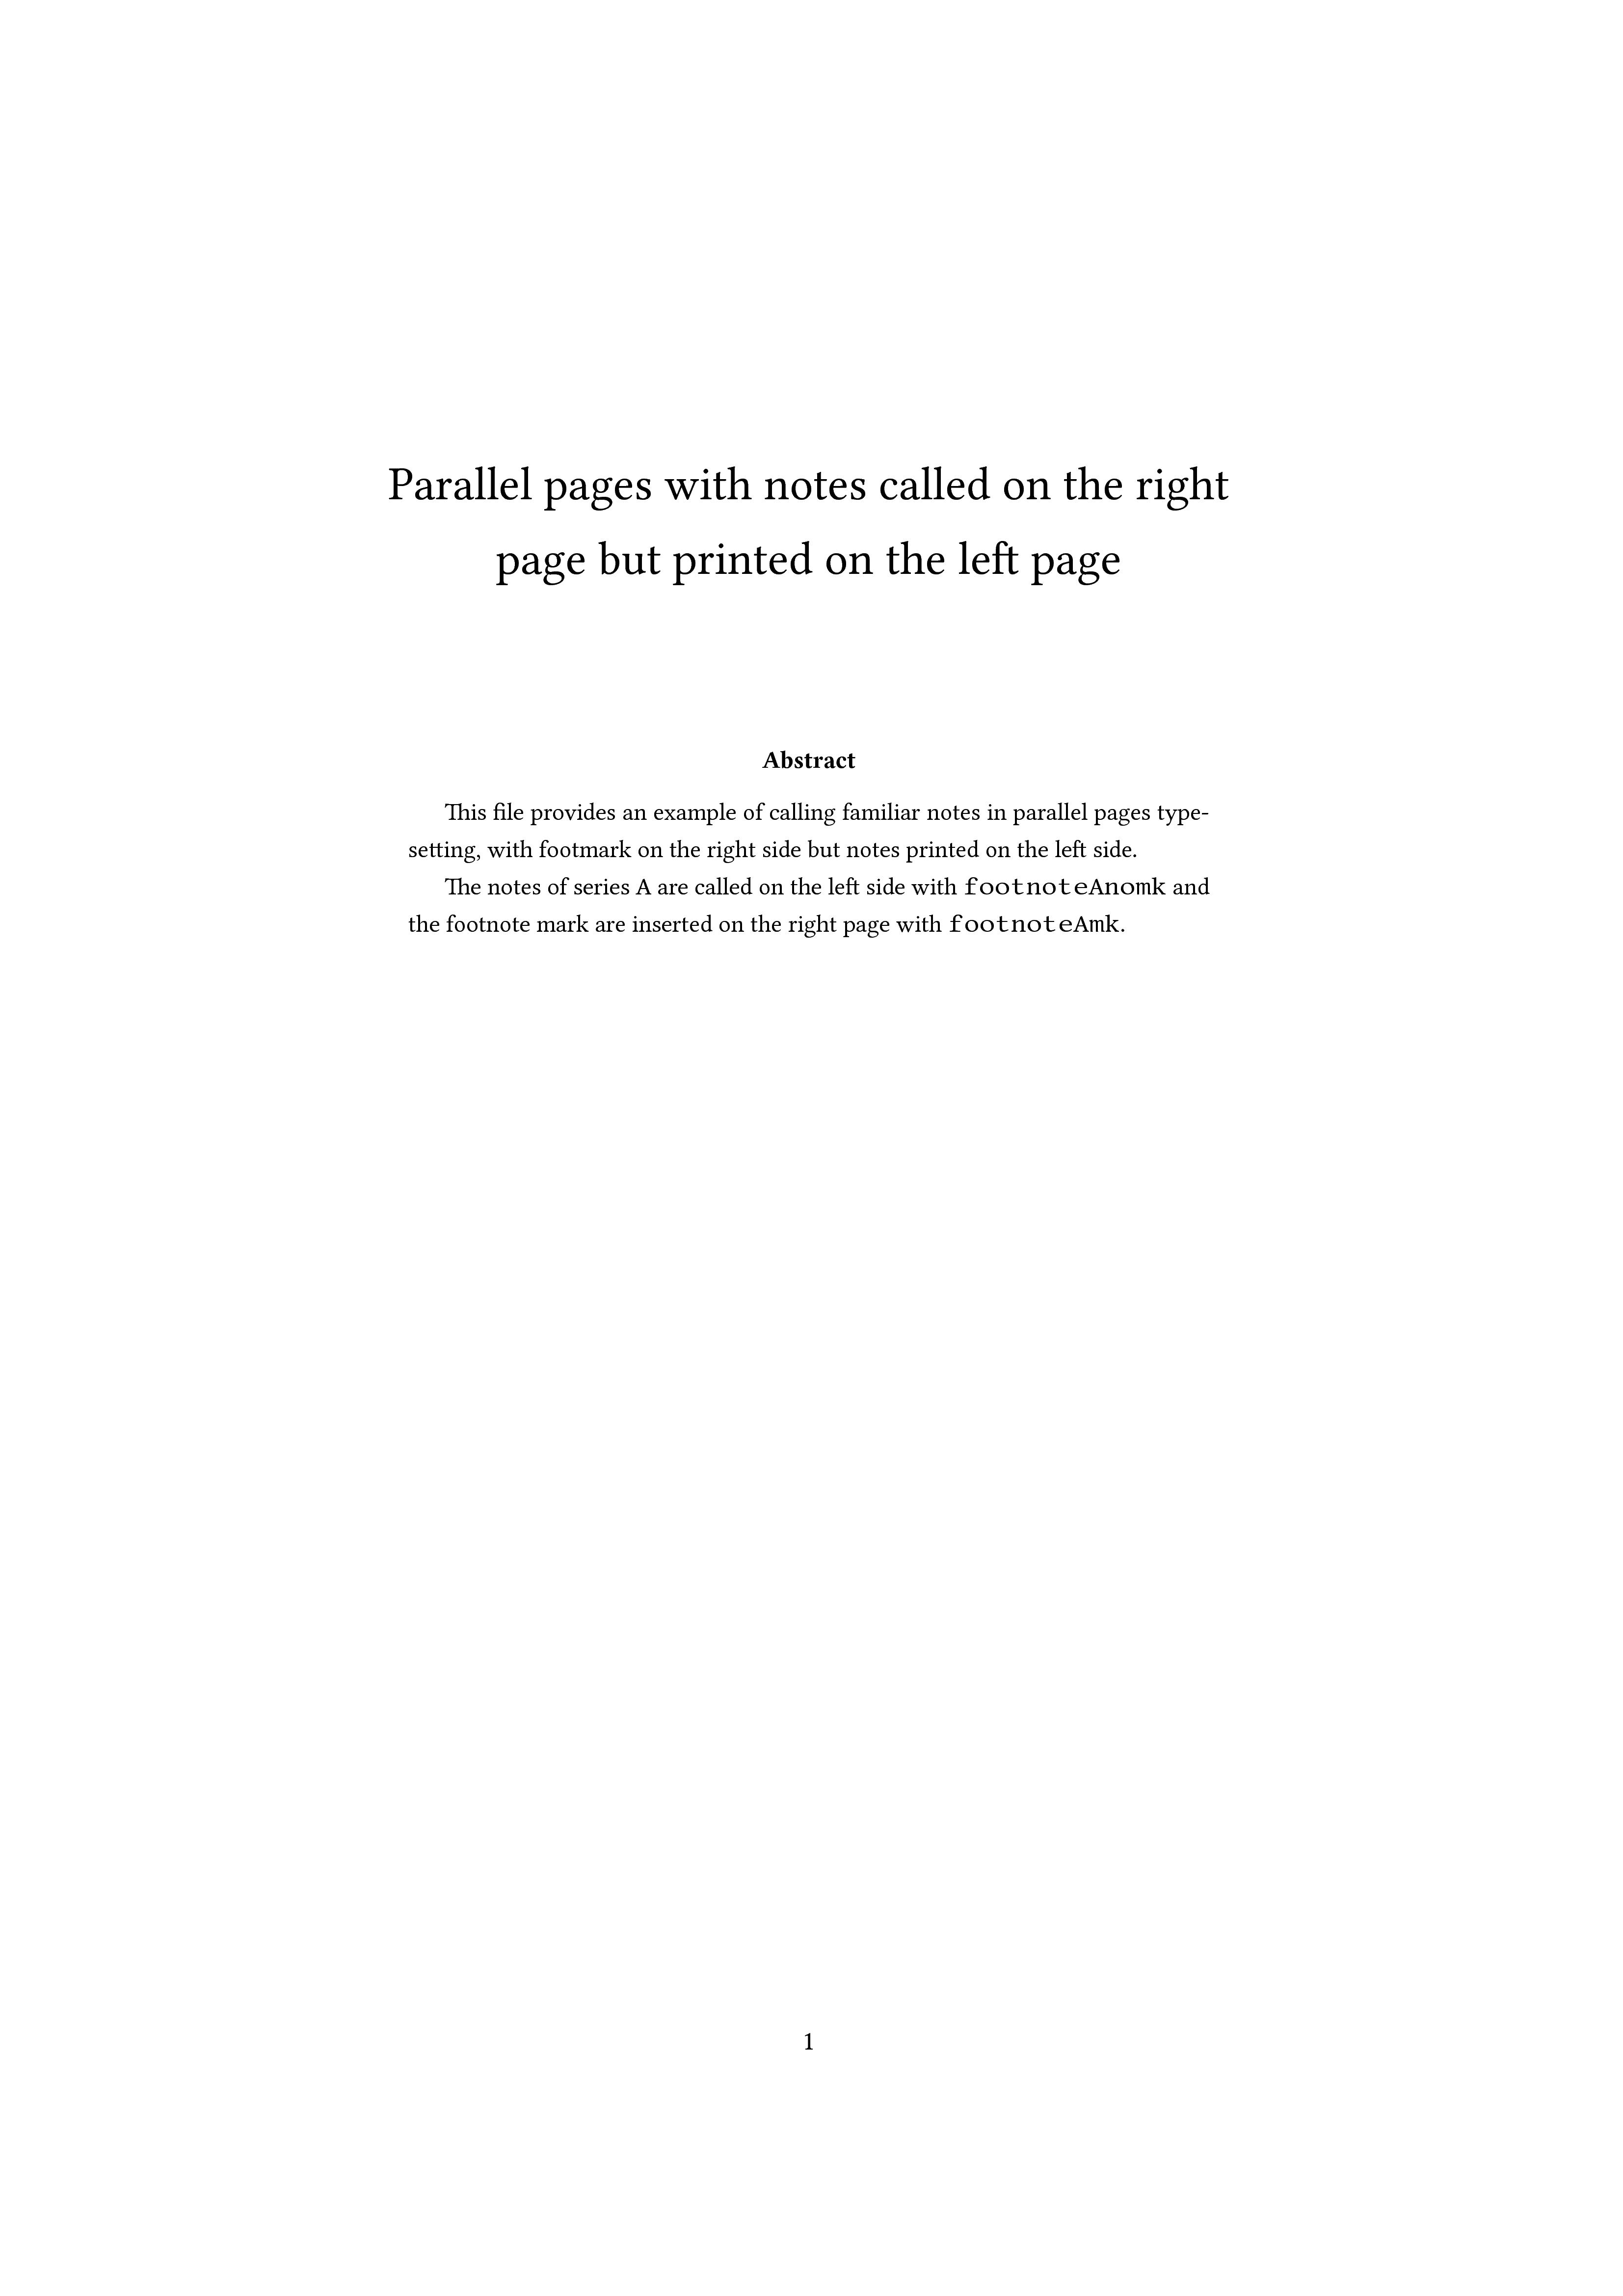 Parallel pages with notes called on the right
page but printed on the left page
Abstract
This file provides an example of calling familiar notes in parallel pages type-
setting, with footmark on the right side but notes printed on the left side.
The notes of series A are called on the left side with footnoteAnomk and
the footnote mark are inserted on the right page with footnoteAmk.
1